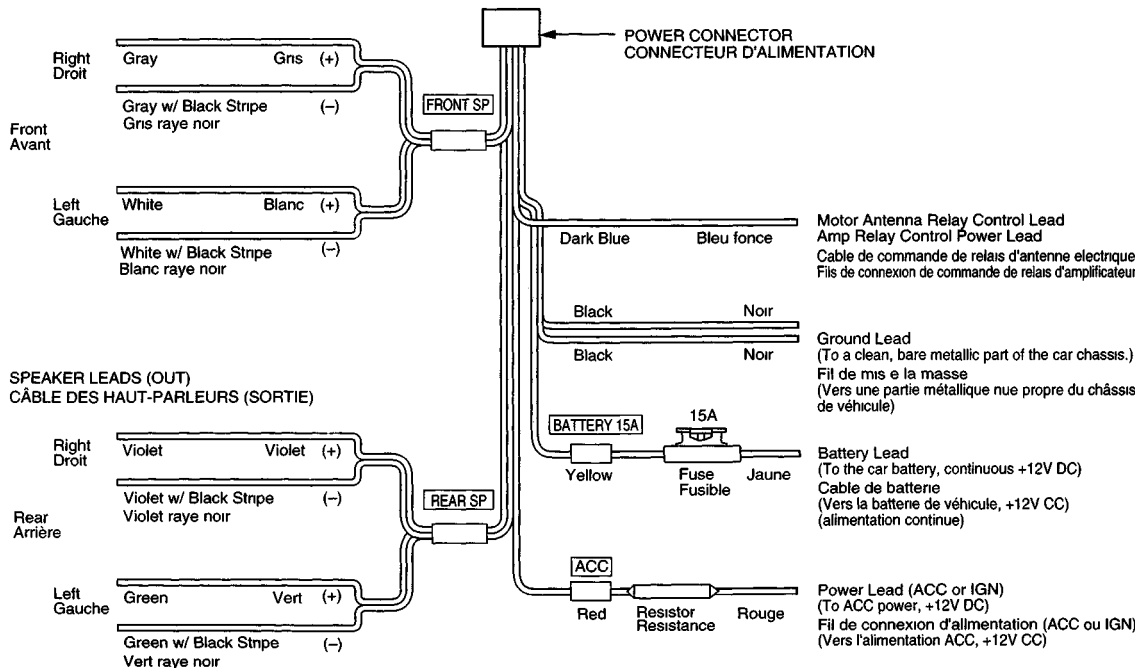 POWER CONNECTOR
CONNECTEUR D'ALIMENTATION
Right
Droit
Gray Gris (+)
Gray w/ Black Stripe (−)
Gris raye noir
FRONT SP
Front
Avant
Left
Gauche
White Blanc (+)
White w/ Black Stripe (−)
Blanc raye noir
Dark Blue Bleu fonce
Motor Antenna Relay Control Lead
Amp Relay Control Power Lead
Cable de commande de relais d'antenne electrique
Fils de connexion de commande de relais d'amplificateur
Black Noir
Black Noir
Ground Lead
(To a clean, bare metallic part of the car chassis.)
Fil de mis e la masse
(Vers une partie métallique nue propre du châssis
de véhicule)
SPEAKER LEADS (OUT)
CÂBLE DES HAUT-PARLEURS (SORTIE)
Right
Droit
Violet Violet (+)
Violet w/ Black Stripe (−)
Violet raye noir
REAR SP
Rear
Arrière
Left
Gauche
Green Vert (+)
Green w/ Black Stripe (−)
Vert raye noir
BATTERY 15A
15A
Yellow Fuse Jaune
Fusible
Battery Lead
(To the car battery, continuous +12V DC)
Cable de batterie
(Vers la batterie de véhicule, +12V CC)
(alimentation continue)
ACC
Red Resistor Rouge
Resistance
Power Lead (ACC or IGN)
(To ACC power, +12V DC)
Fil de connexion d'allmentation (ACC ou IGN)
(Vers l'alimentation ACC, +12V CC)